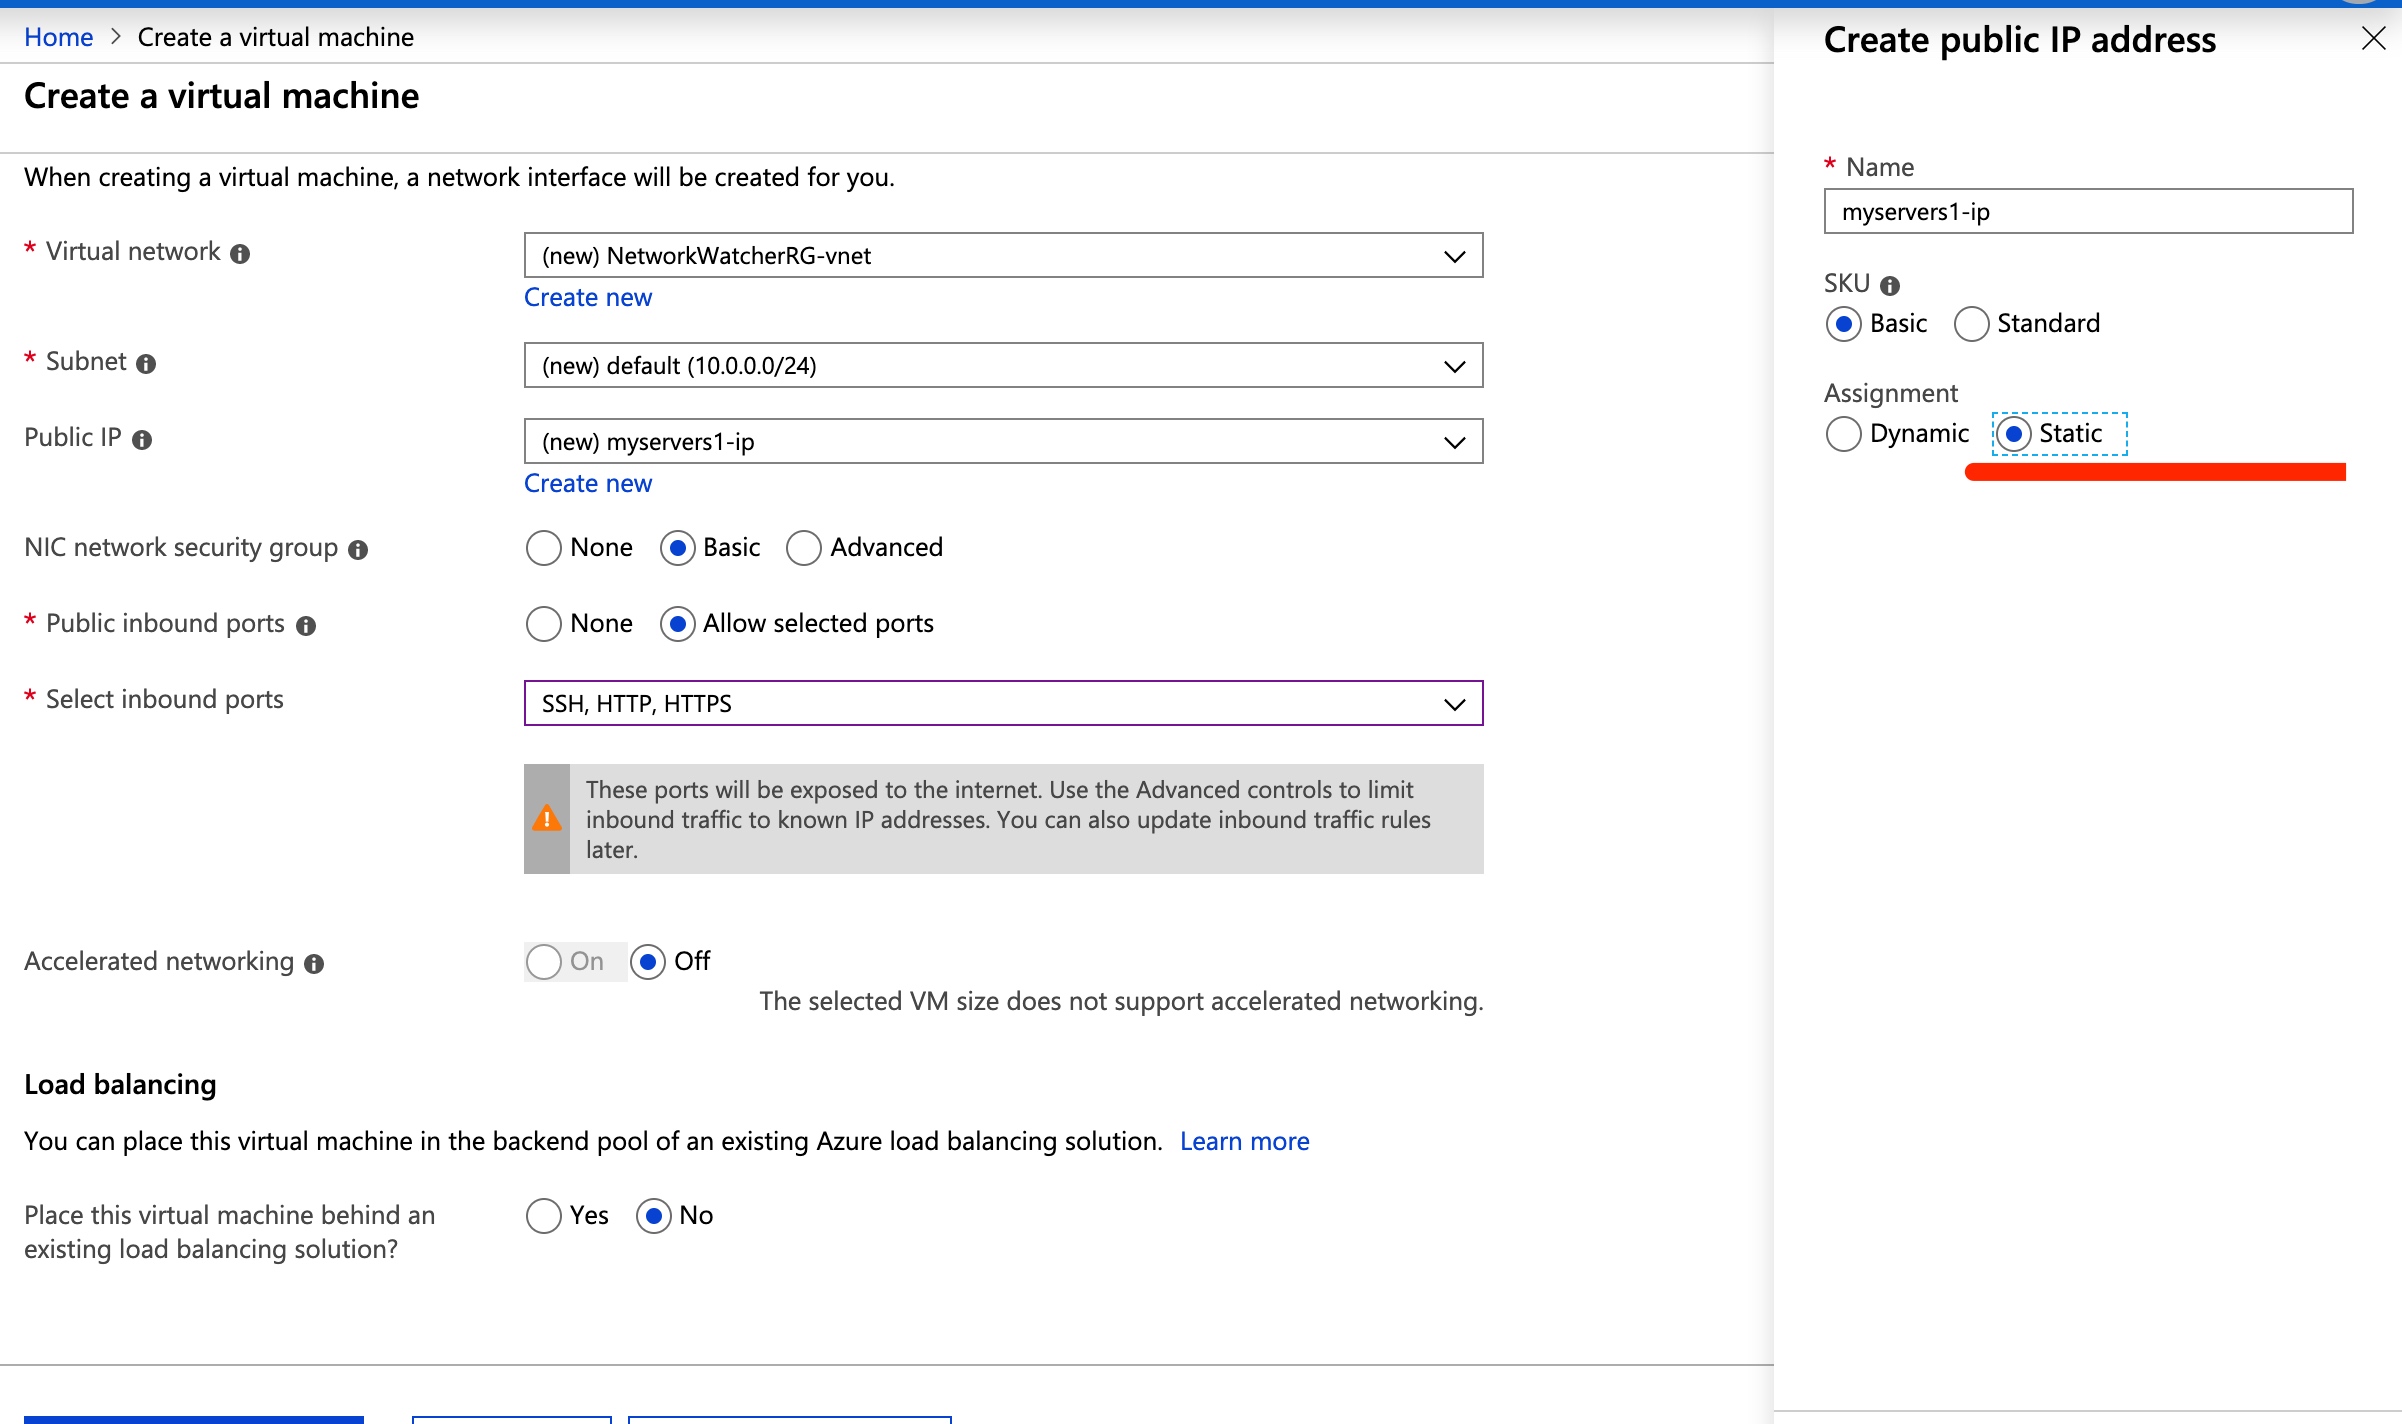 Home > Create a virtual machine
Create a virtual machine
When creating a virtual machine, a network interface will be created for you.
* Virtual network
(new) NetworkWatcherRG-vnet
Create new
* Subnet
(new) default (10.0.0.0/24)
Public IP
(new) myservers1-ip
Create new
NIC network security group
None Basic Advanced
* Public inbound ports
None Allow selected ports
* Select inbound ports
SSH, HTTP, HTTPS
These ports will be exposed to the internet. Use the Advanced controls to limit
inbound traffic to known IP addresses. You can also update inbound traffic rules
later.
Accelerated networking
On Off
The selected VM size does not support accelerated networking.
Load balancing
You can place this virtual machine in the backend pool of an existing Azure load balancing solution. Learn more
Place this virtual machine behind an
existing load balancing solution?
Yes No
Create public IP address
* Name
myservers1-ip
SKU
Basic Standard
Assignment
Dynamic Static